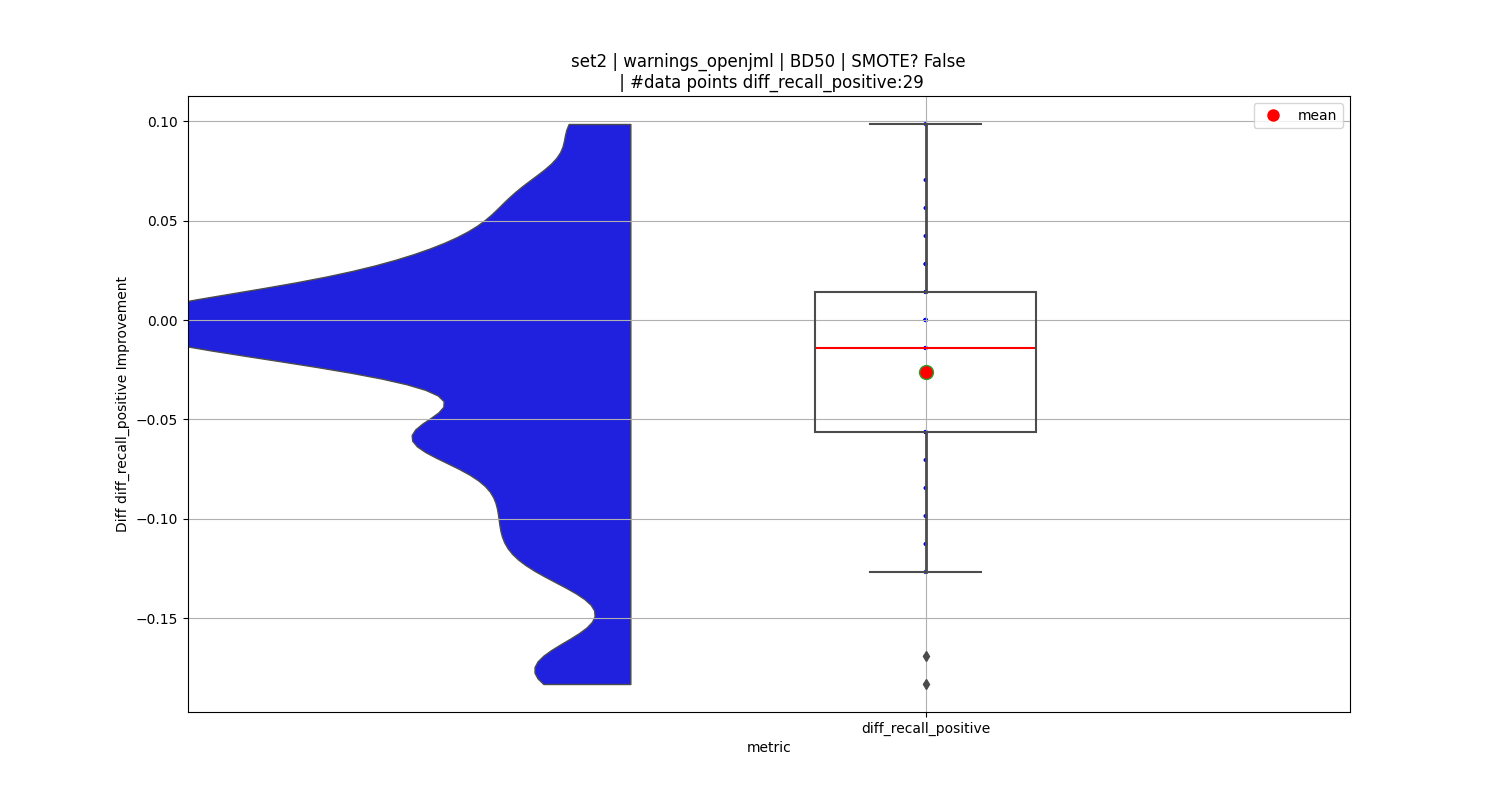 set2 | warnings_openjml | BD50 | SMOTE? False
| #data points diff_recall_positive:29
mean
0.10
0.05
0.00
−0.05
−0.10
−0.15
Diff diff_recall_positive Improvement
diff_recall_positive
metric